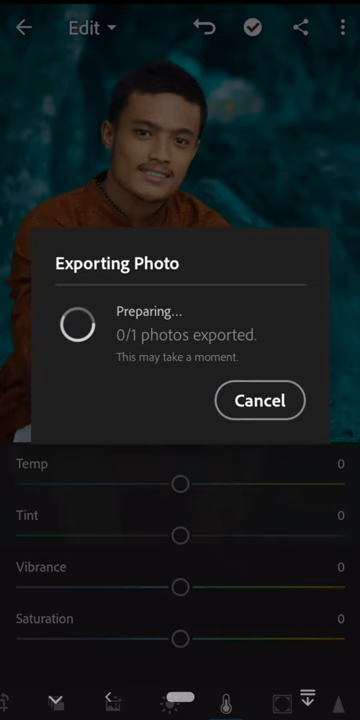 Edit
Exporting Photo
Preparing...
0/1 photos exported.
This may take a moment.
Cancel
Temp 0
Tint 0
Vibrance 0
Saturation 0